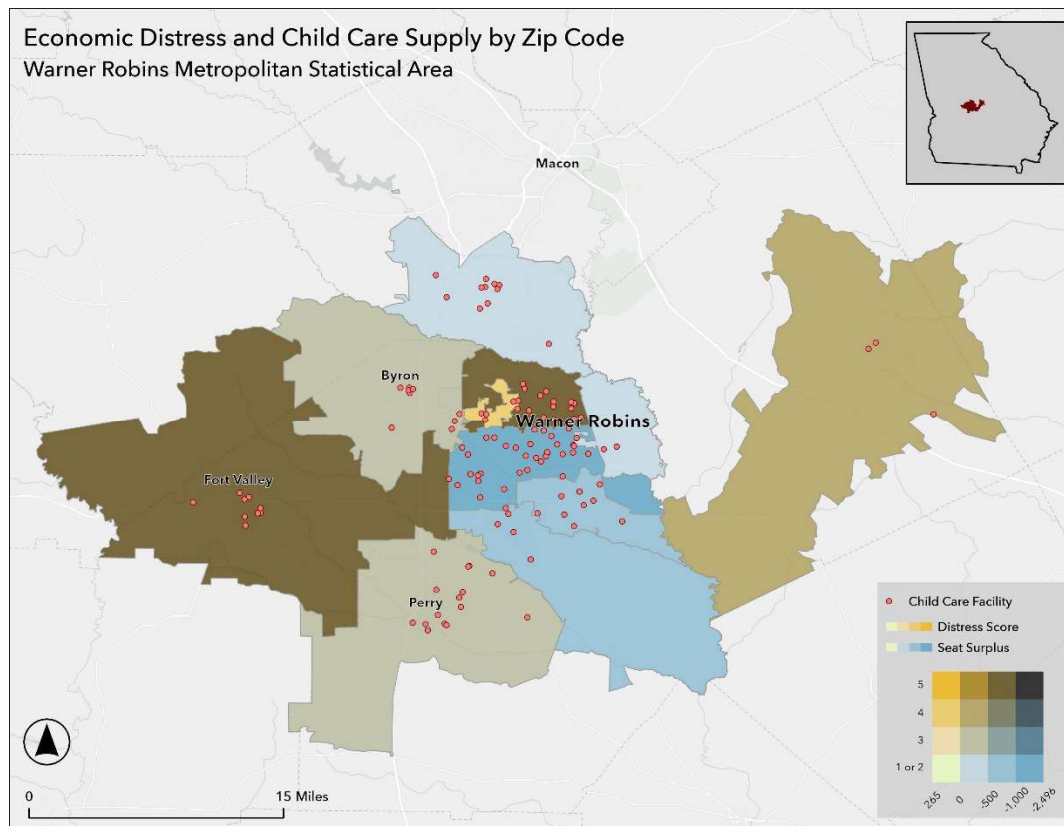 Economic Distress and Child Care Supply by Zip Code
Warner Robins Metropolitan Statistical Area
Macon
Byron
Warner Robins
Fort Valley
Perry
Child Care Facility
Distress Score
Seat Surplus
5
4
3
1 or 2
265
0
-500
-1,000
-2,496
0
15 Miles